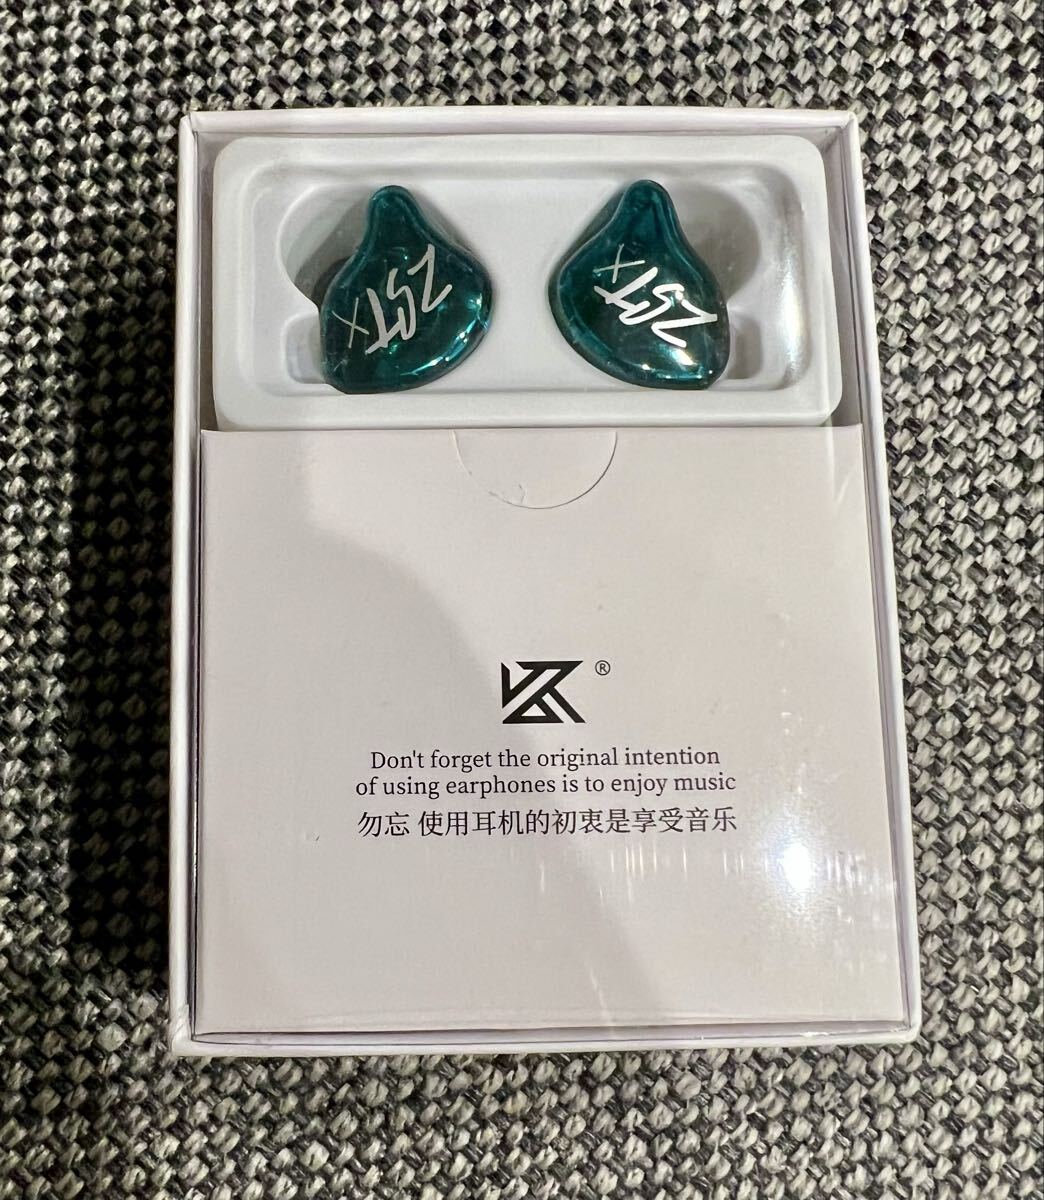 ZSTX
ZSTX
KZ®
Don't forget the original intention
of using earphones is to enjoy music
勿忘 使用耳机的初衷是享受音乐